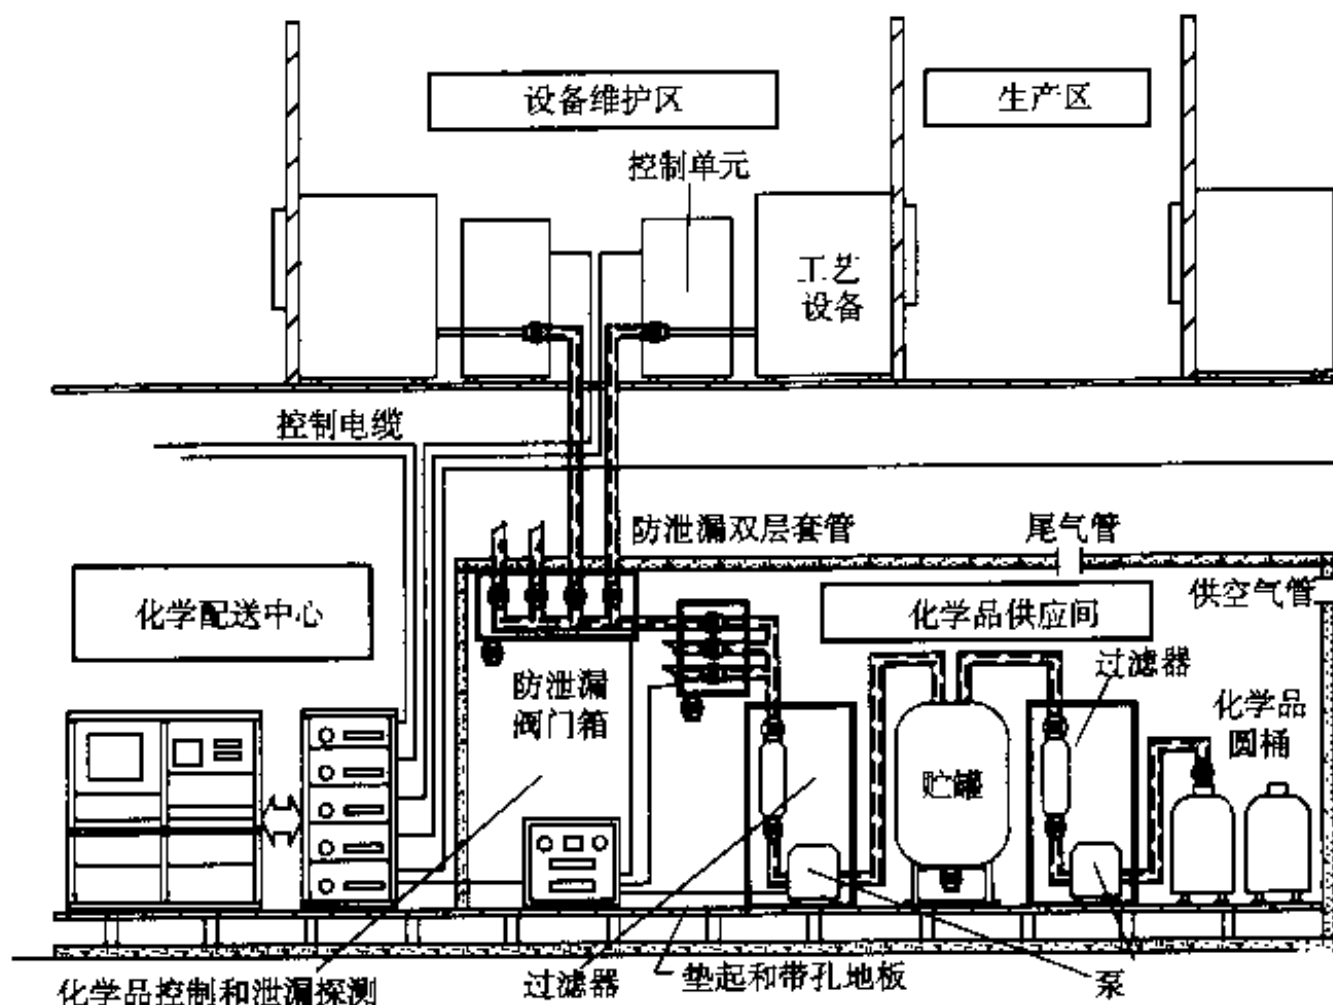 设备维护区
生产区
控制单元
工艺
设备
控制电缆
防泄漏双层套管
尾气管
化学配送中心
化学品供应间
供空气管
防泄漏
阀门箱
过滤器
化学品
圆桶
贮罐
化学品控制和泄漏探测
过滤器
垫起和带孔地板
泵